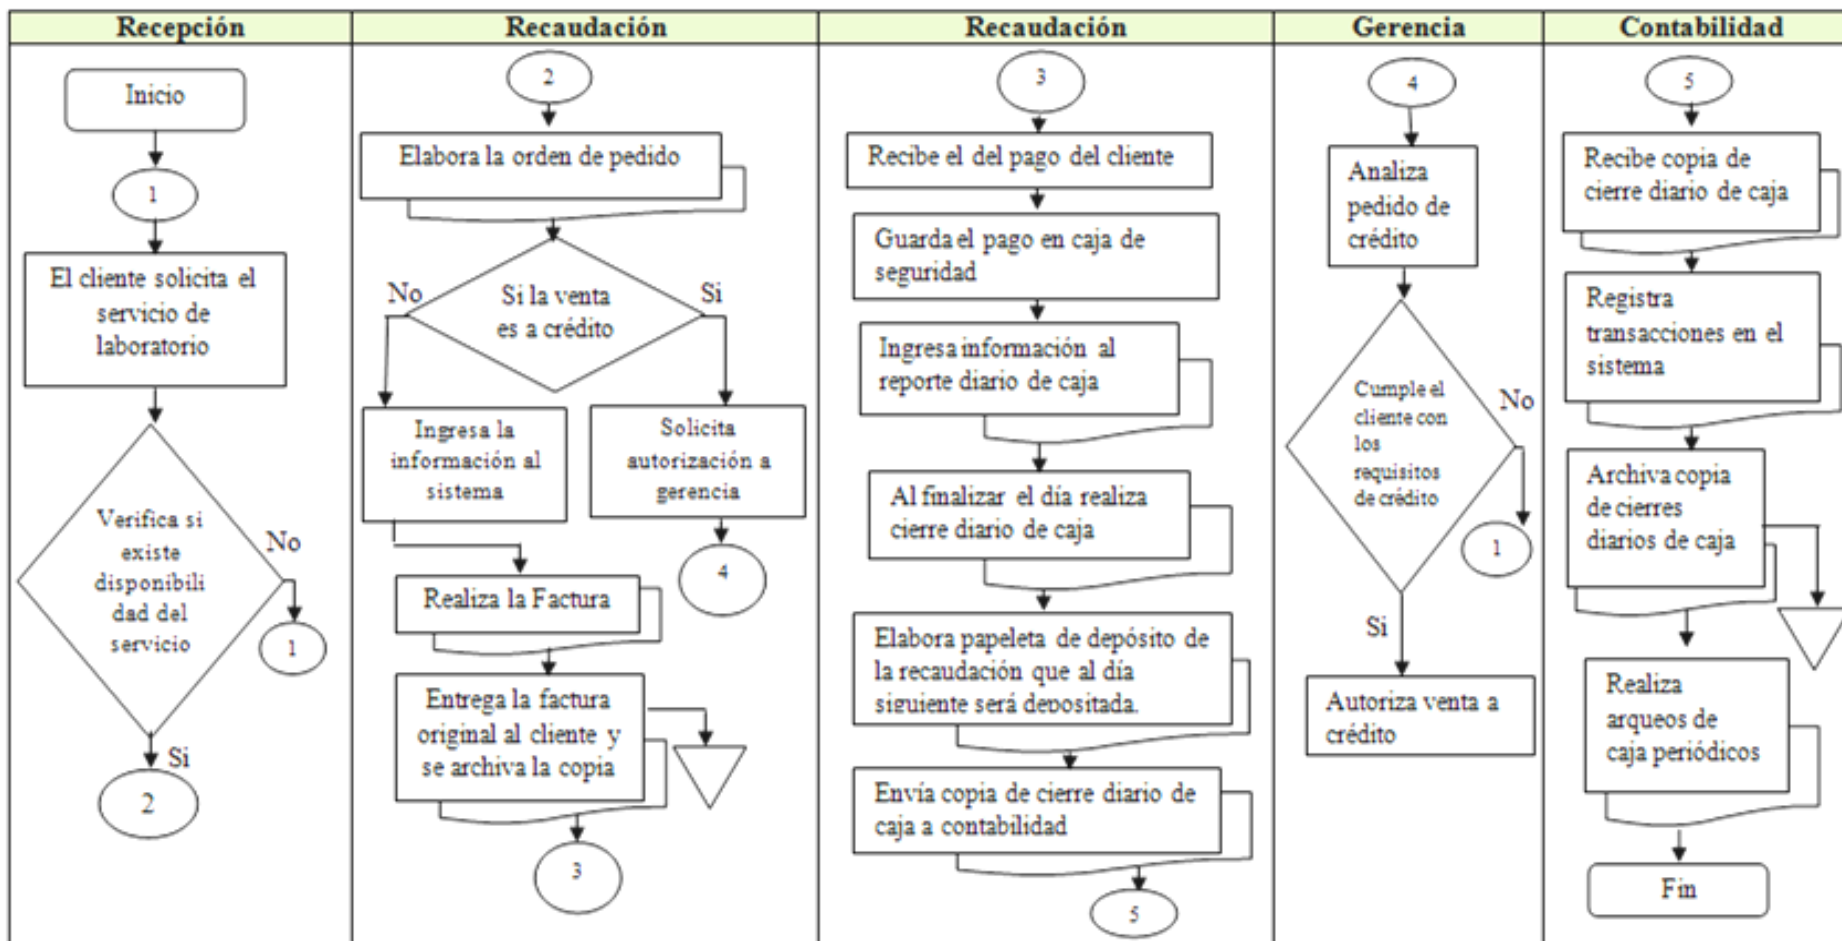 Recepción
Inicio
1
El cliente solicita el
servicio de
laboratorio
Verifica si
existe
disponibili
dad del
servicio
No
1
Si
2
Recaudación
2
Elabora la orden de pedido
Si la venta
es a crédito
No
Si
Ingresa la
información al
sistema
Solicita
autorización a
gerencia
4
Realiza la Factura
Entrega la factura
original al cliente y
se archiva la copia
3
Recaudación
3
Recibe el del pago del cliente
Guarda el pago en caja de
seguridad
Ingresa información al
reporte diario de caja
Al finalizar el día realiza
cierre diario de caja
Elabora papeleta de depósito de
la recaudación que al día
siguiente será depositada.
Envía copia de cierre diario de
caja a contabilidad
5
Gerencia
4
Analiza
pedido de
crédito
Cumple el
cliente con
los
requisitos
de crédito
No
1
Si
Autoriza venta a
crédito
Contabilidad
5
Recibe copia de
cierre diario de caja
Registra
transacciones en el
sistema
Archiva copia
de cierres
diarios de caja
Realiza
arqueos de
caja periódicos
Fin